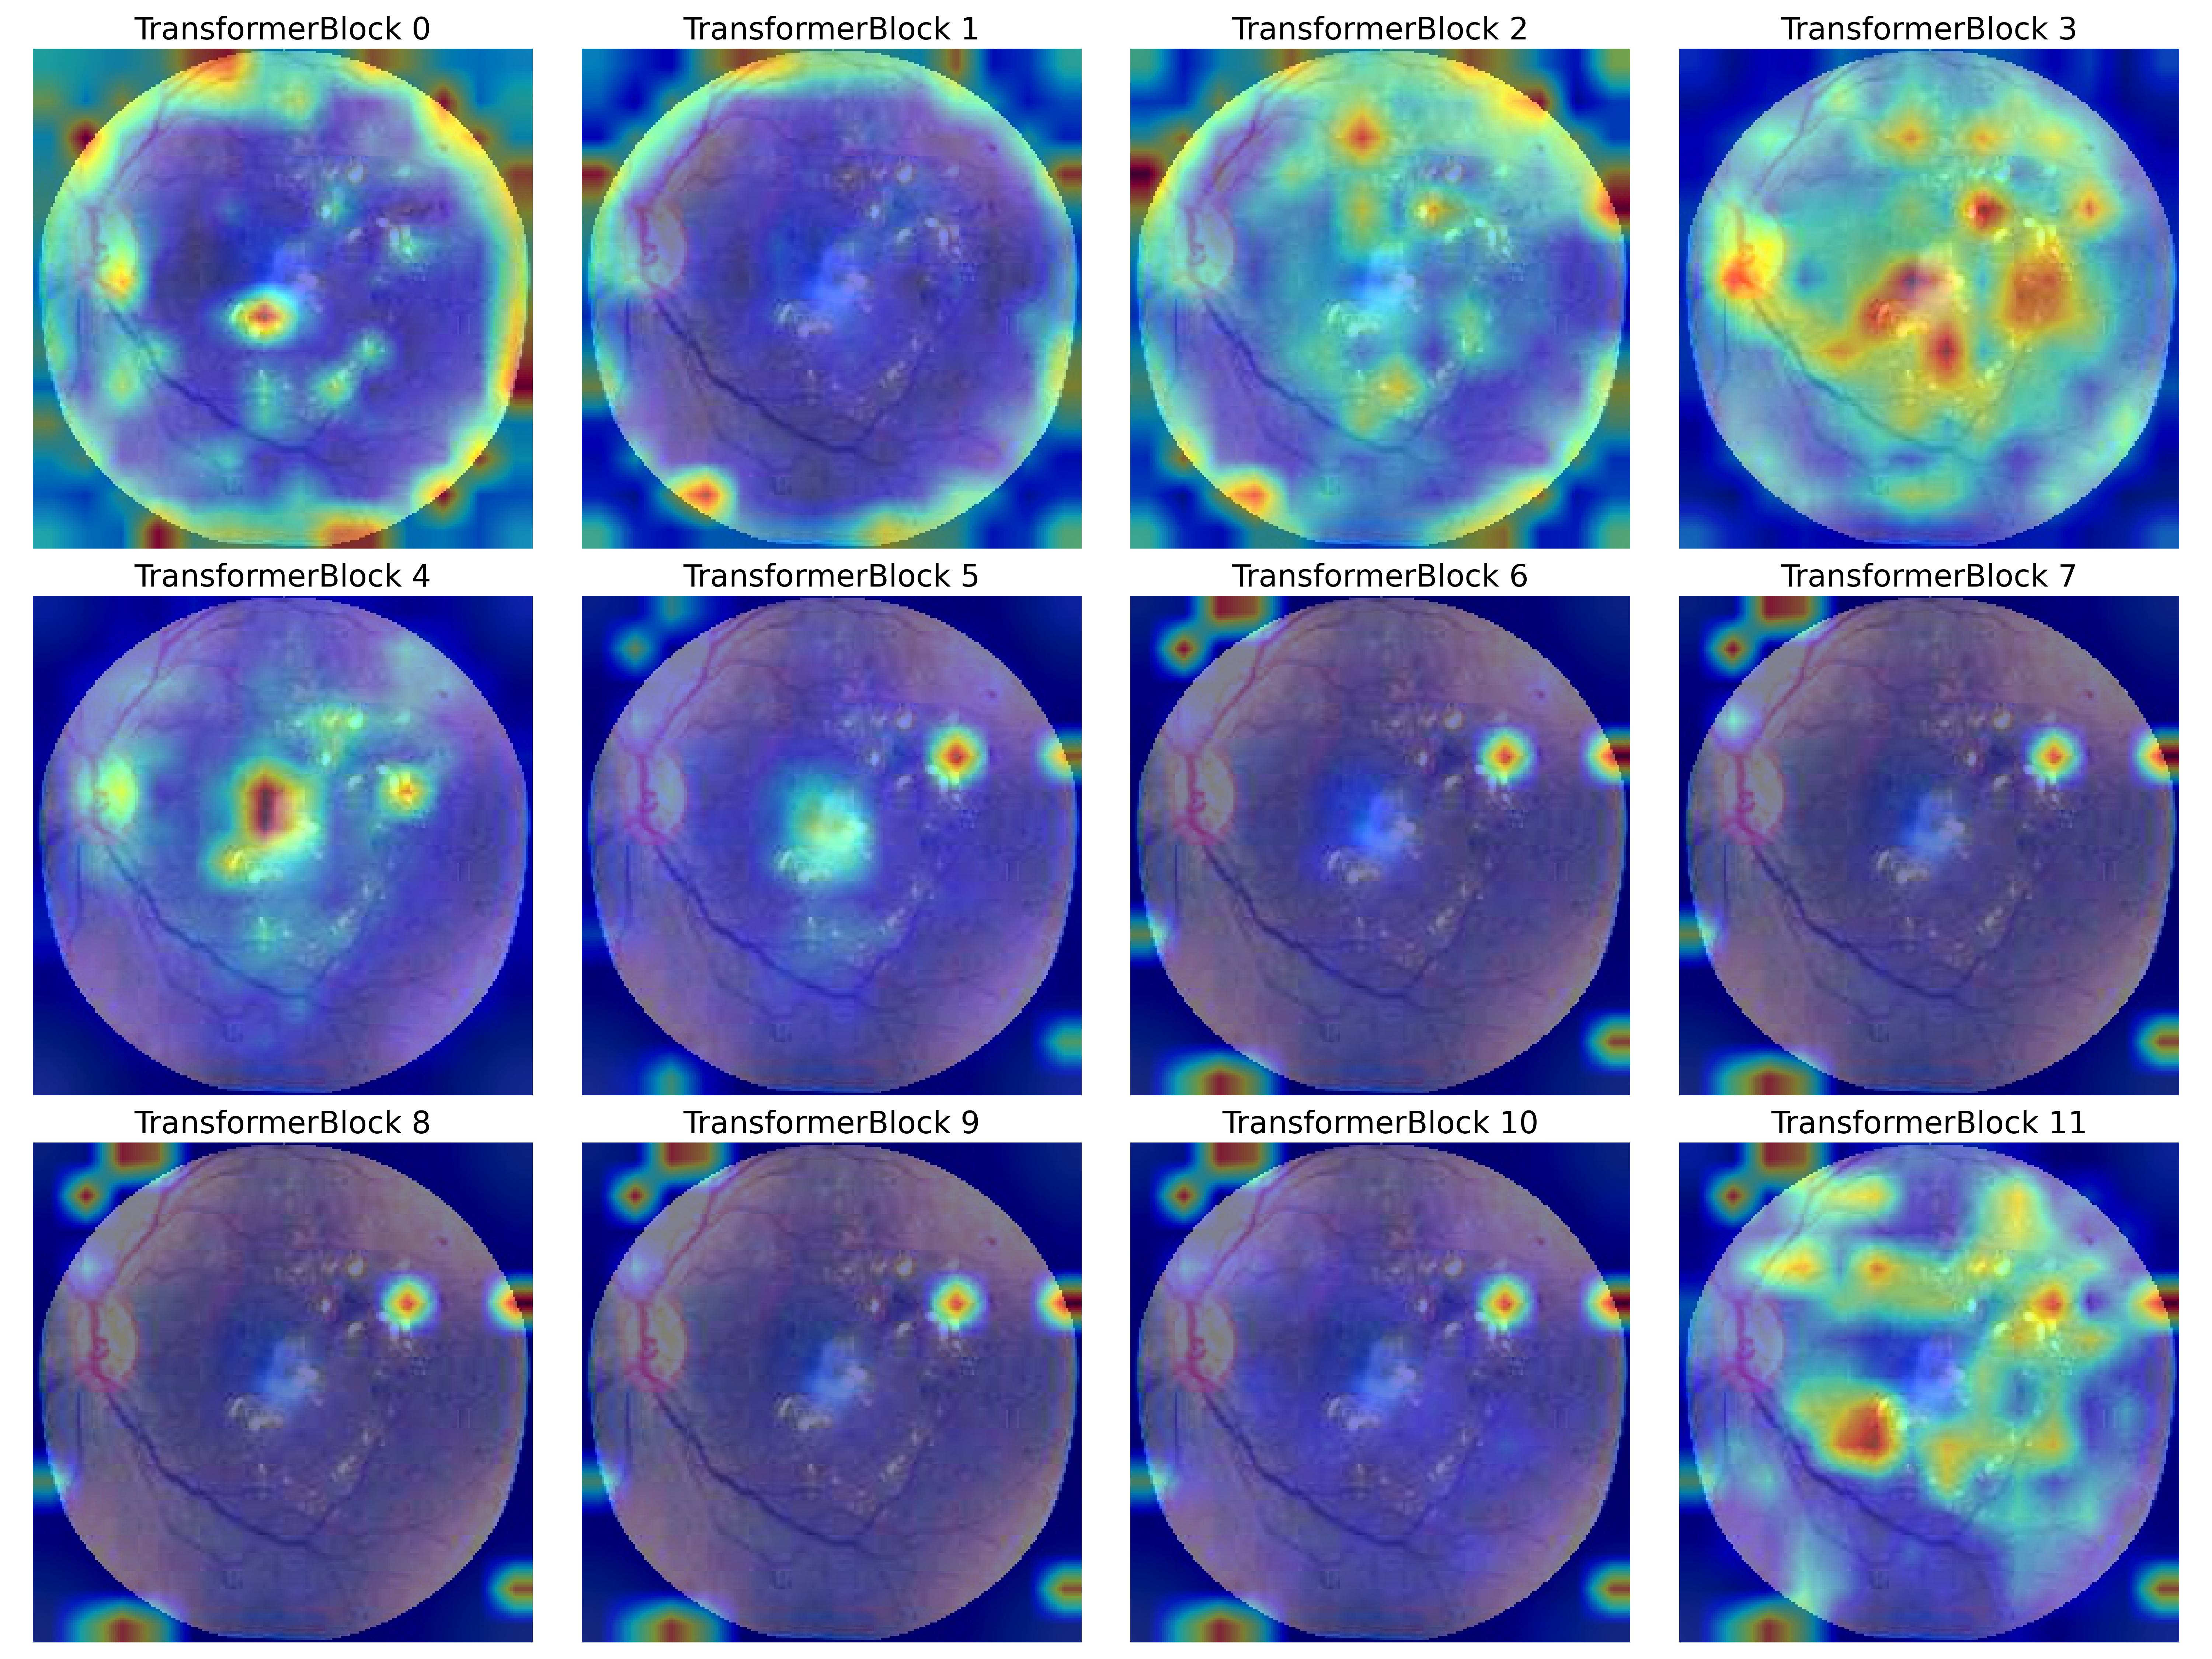 TransformerBlock 0
TransformerBlock 1
TransformerBlock 2
TransformerBlock 3
TransformerBlock 4
TransformerBlock 5
TransformerBlock 6
TransformerBlock 7
TransformerBlock 8
TransformerBlock 9
TransformerBlock 10
TransformerBlock 11